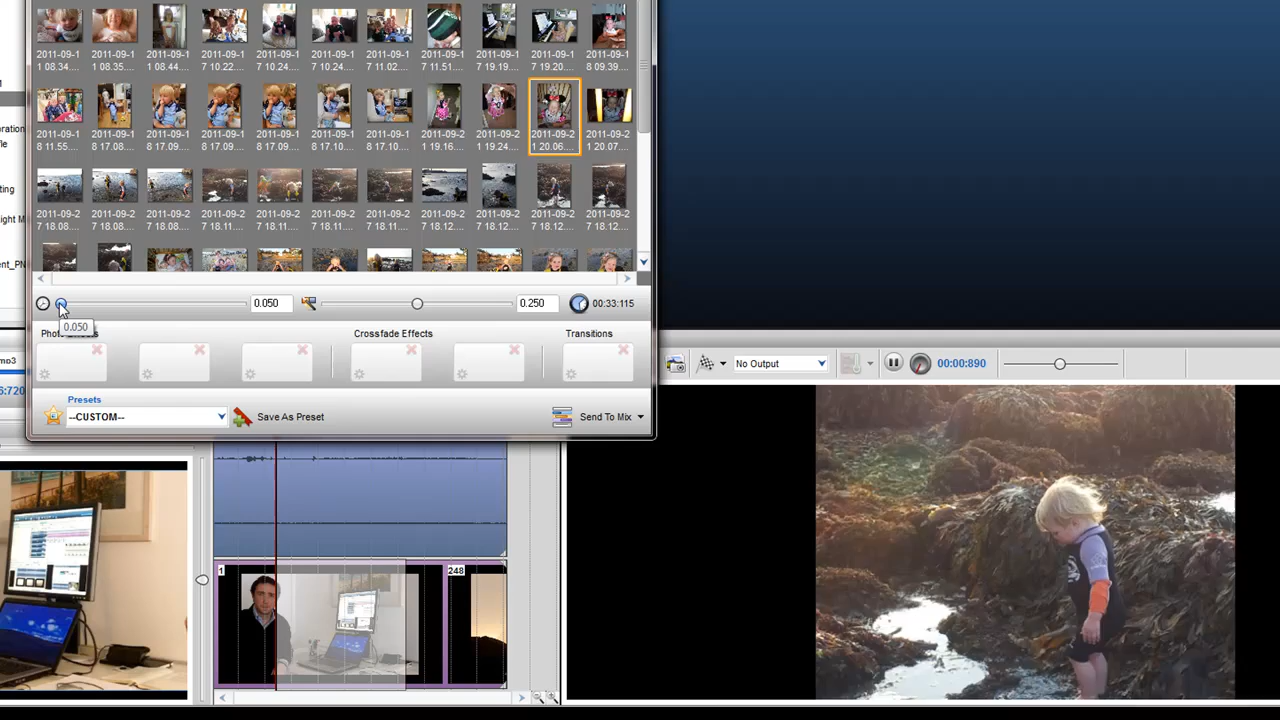 2011-09-1 2011-09-1 2011-09-1 2011-09-1 2011-09-1 2011-09-1 2011-09-1 2011-09-1 2011-09-1 2011-09-1 2011-09-1
1 08.34.... 1 08.35.... 1 08.44.... 7 10.22.... 7 10.24.... 7 10.24.... 7 11.02.... 7 11.51.... 7 19.19.... 7 19.20.... 8 09.39....
2011-09-1 2011-09-1 2011-09-1 2011-09-1 2011-09-1 2011-09-1 2011-09-1 2011-09-2 2011-09-2 2011-09-2 2011-09-2
8 11.55.... 8 17.09.... 8 17.09.... 8 17.09.... 8 17.09.... 8 17.10.... 8 17.10.... 1 19.16.... 1 19.24.... 1 20.06.... 1 20.07....
2011-09-2 2011-09-2 2011-09-2 2011-09-2 2011-09-2 2011-09-2 2011-09-2 2011-09-2 2011-09-2 2011-09-2 2011-09-2
7 18.08.... 7 18.08.... 7 18.08.... 7 18.11.... 7 18.11.... 7 18.11.... 7 18.11.... 7 18.12.... 7 18.12.... 7 18.12.... 7 18.12....
0.050 0.250 00:33:115
0.050
Crossfade Effects Transitions
Presets
--CUSTOM-- Save As Preset Send To Mix
No Output 00:00:890
mp3
6:720
1 248